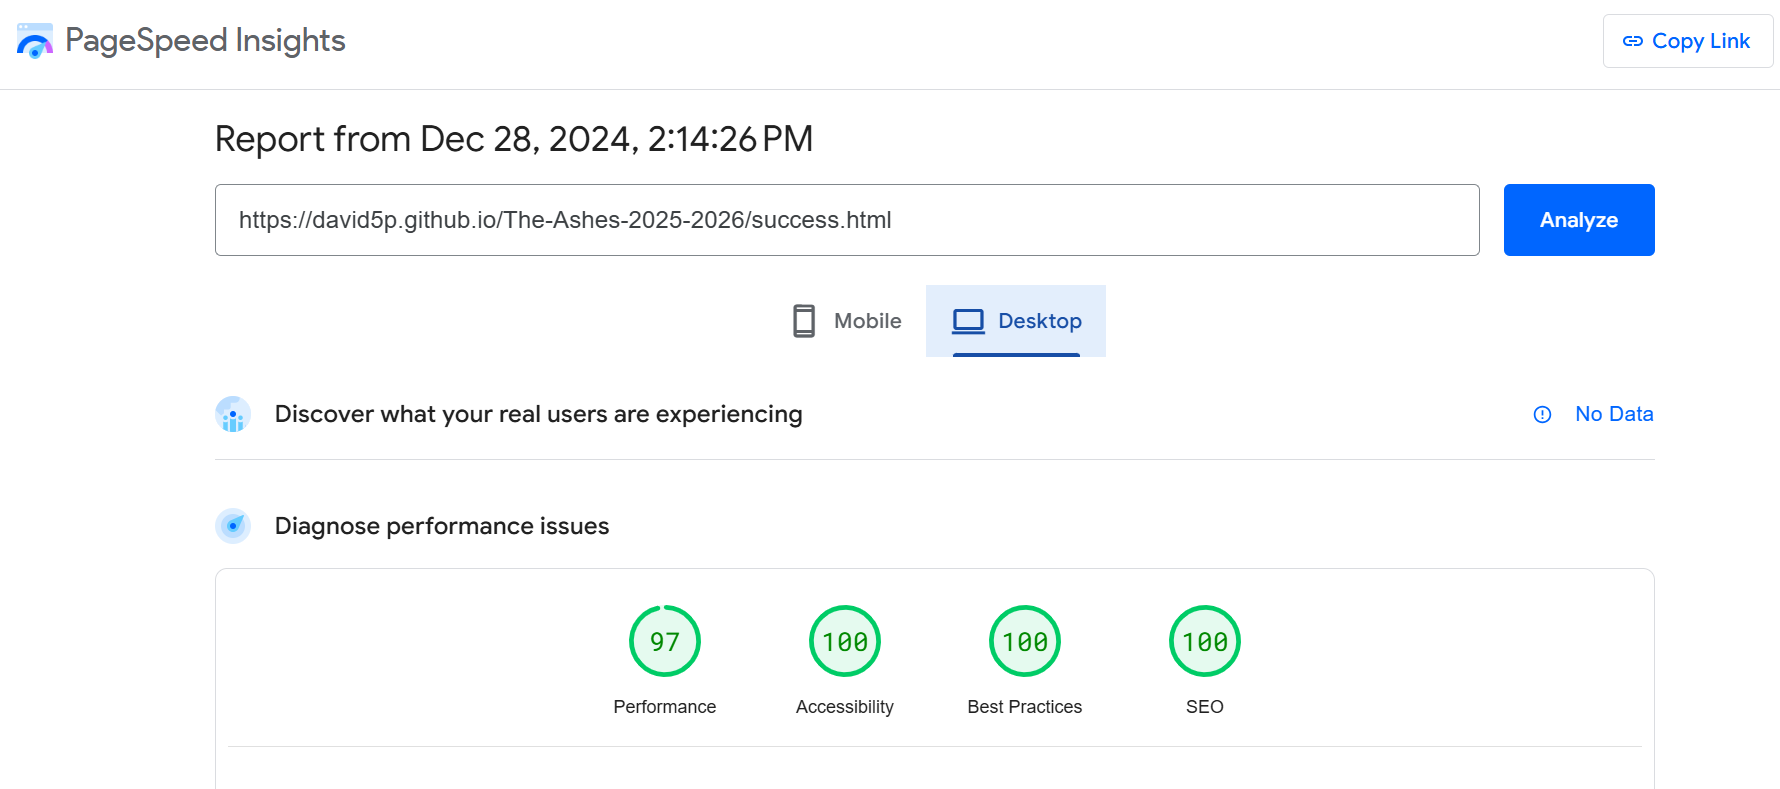 PageSpeed Insights
Copy Link
Report from Dec 28, 2024, 2:14:26 PM
https://david5p.github.io/The-Ashes-2025-2026/success.html
Analyze
Mobile
Desktop
Discover what your real users are experiencing
No Data
Diagnose performance issues
97
100
100
100
Performance
Accessibility
Best Practices
SEO